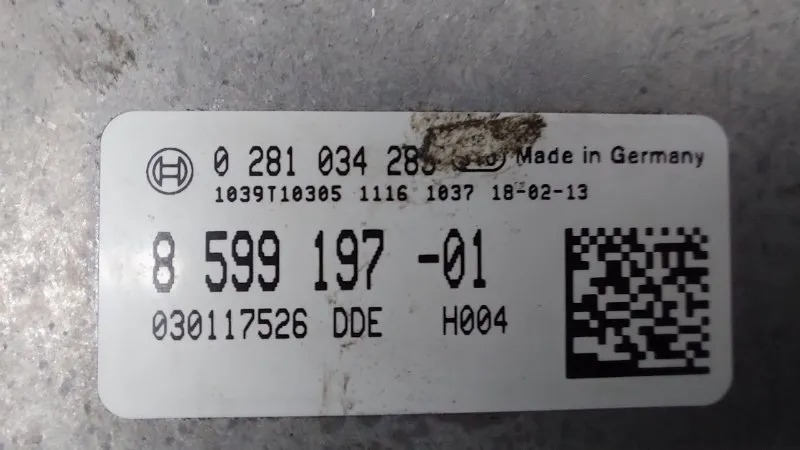 0 281 034 28 Made in Germany
1039T10305 1116 1037 18-02-13
8 599 197 -01
030117526 DDE H004